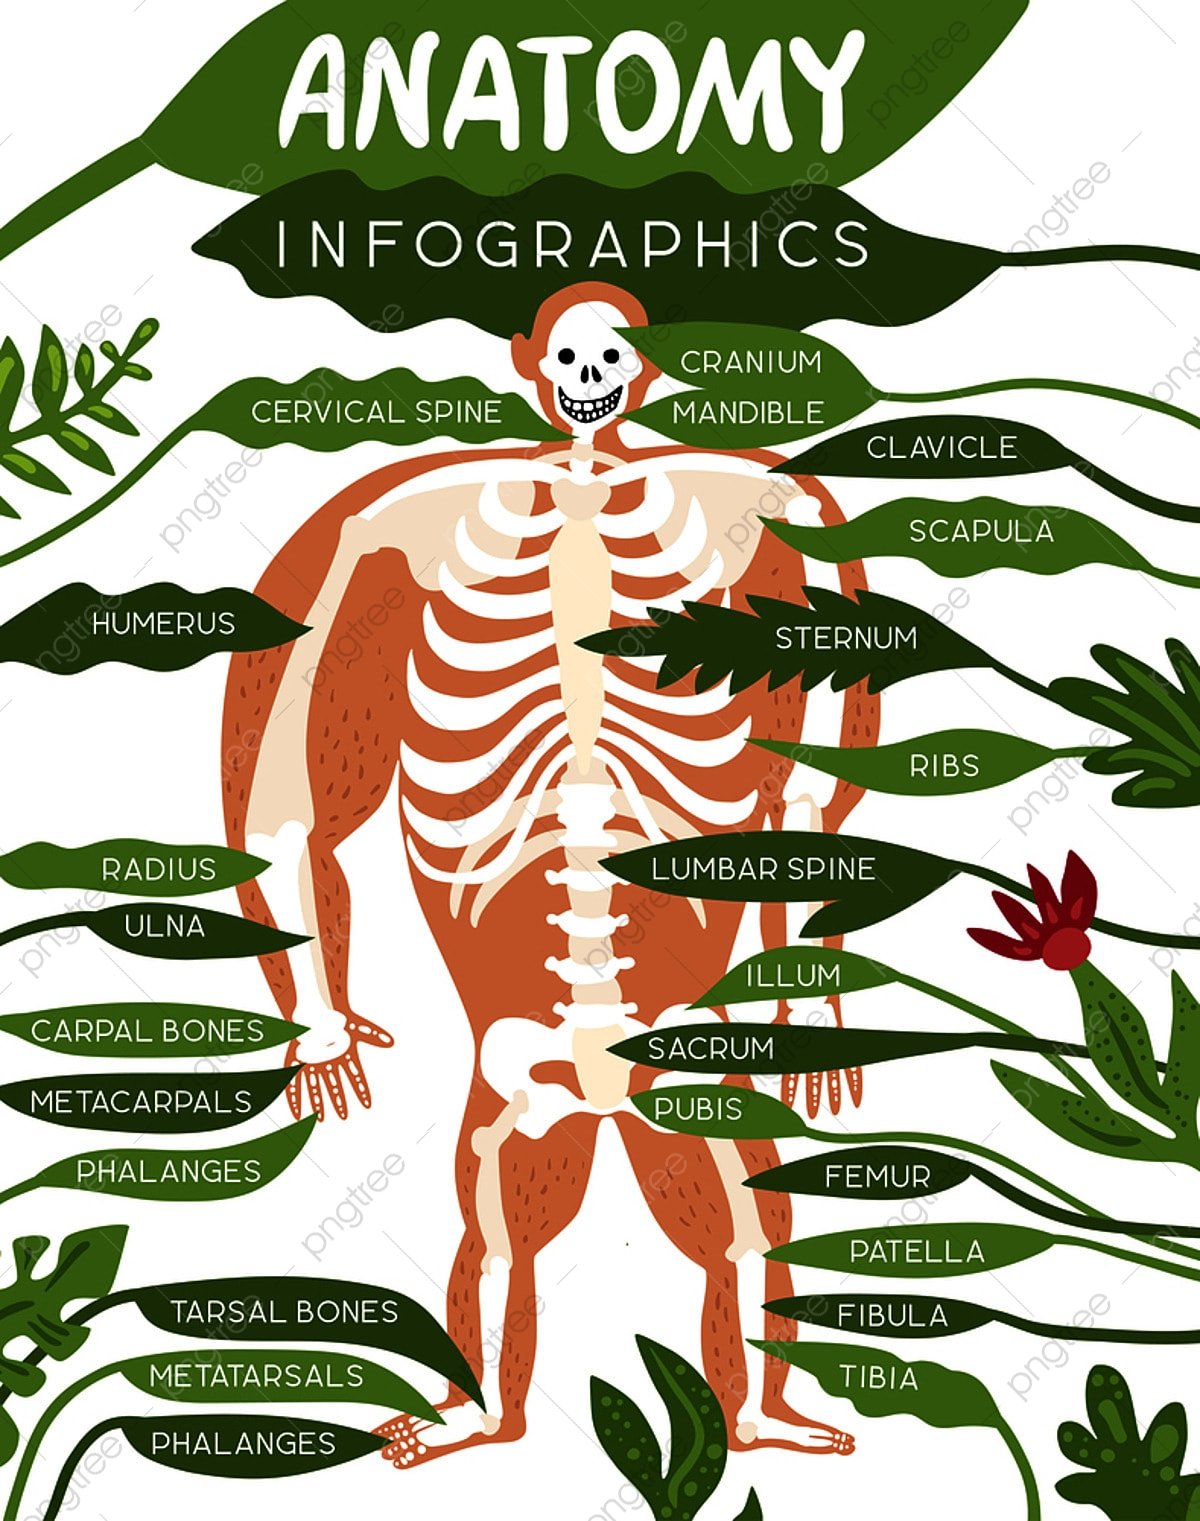 ANATOMY
INFOGRAPHICS
CRANIUM
CERVICAL SPINE
MANDIBLE
CLAVICLE
SCAPULA
HUMERUS
STERNUM
RIBS
RADIUS
LUMBAR SPINE
ULNA
ILLUM
CARPAL BONES
SACRUM
METACARPALS
PUBIS
PHALANGES
FEMUR
PATELLA
TARSAL BONES
FIBULA
METATARSALS
TIBIA
PHALANGES
pngtree